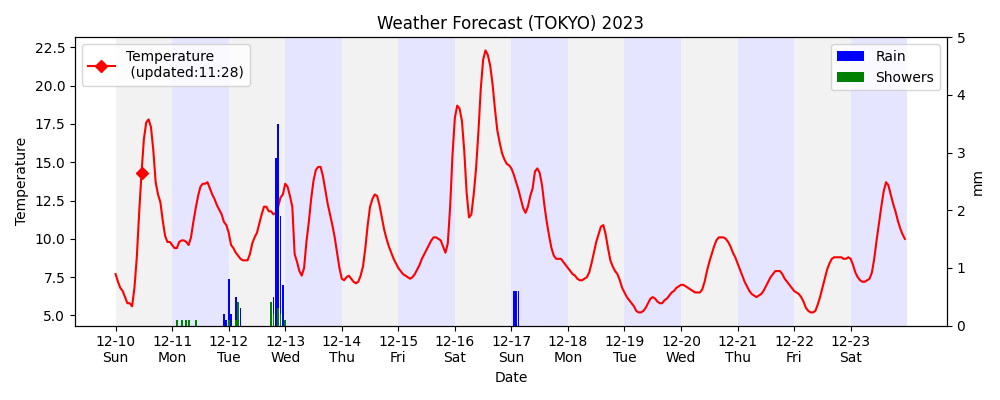 Weather Forecast (TOKYO) 2023
Temperature
(updated:11:28)
Rain
Showers
22.5
20.0
17.5
15.0
12.5
10.0
7.5
5.0
Temperature
5
4
3
2
1
0
mm
12-10 12-11 12-12 12-13 12-14 12-15 12-16 12-17 12-18 12-19 12-20 12-21 12-22 12-23
Sun Mon Tue Wed Thu Fri Sat Sun Mon Tue Wed Thu Fri Sat
Date